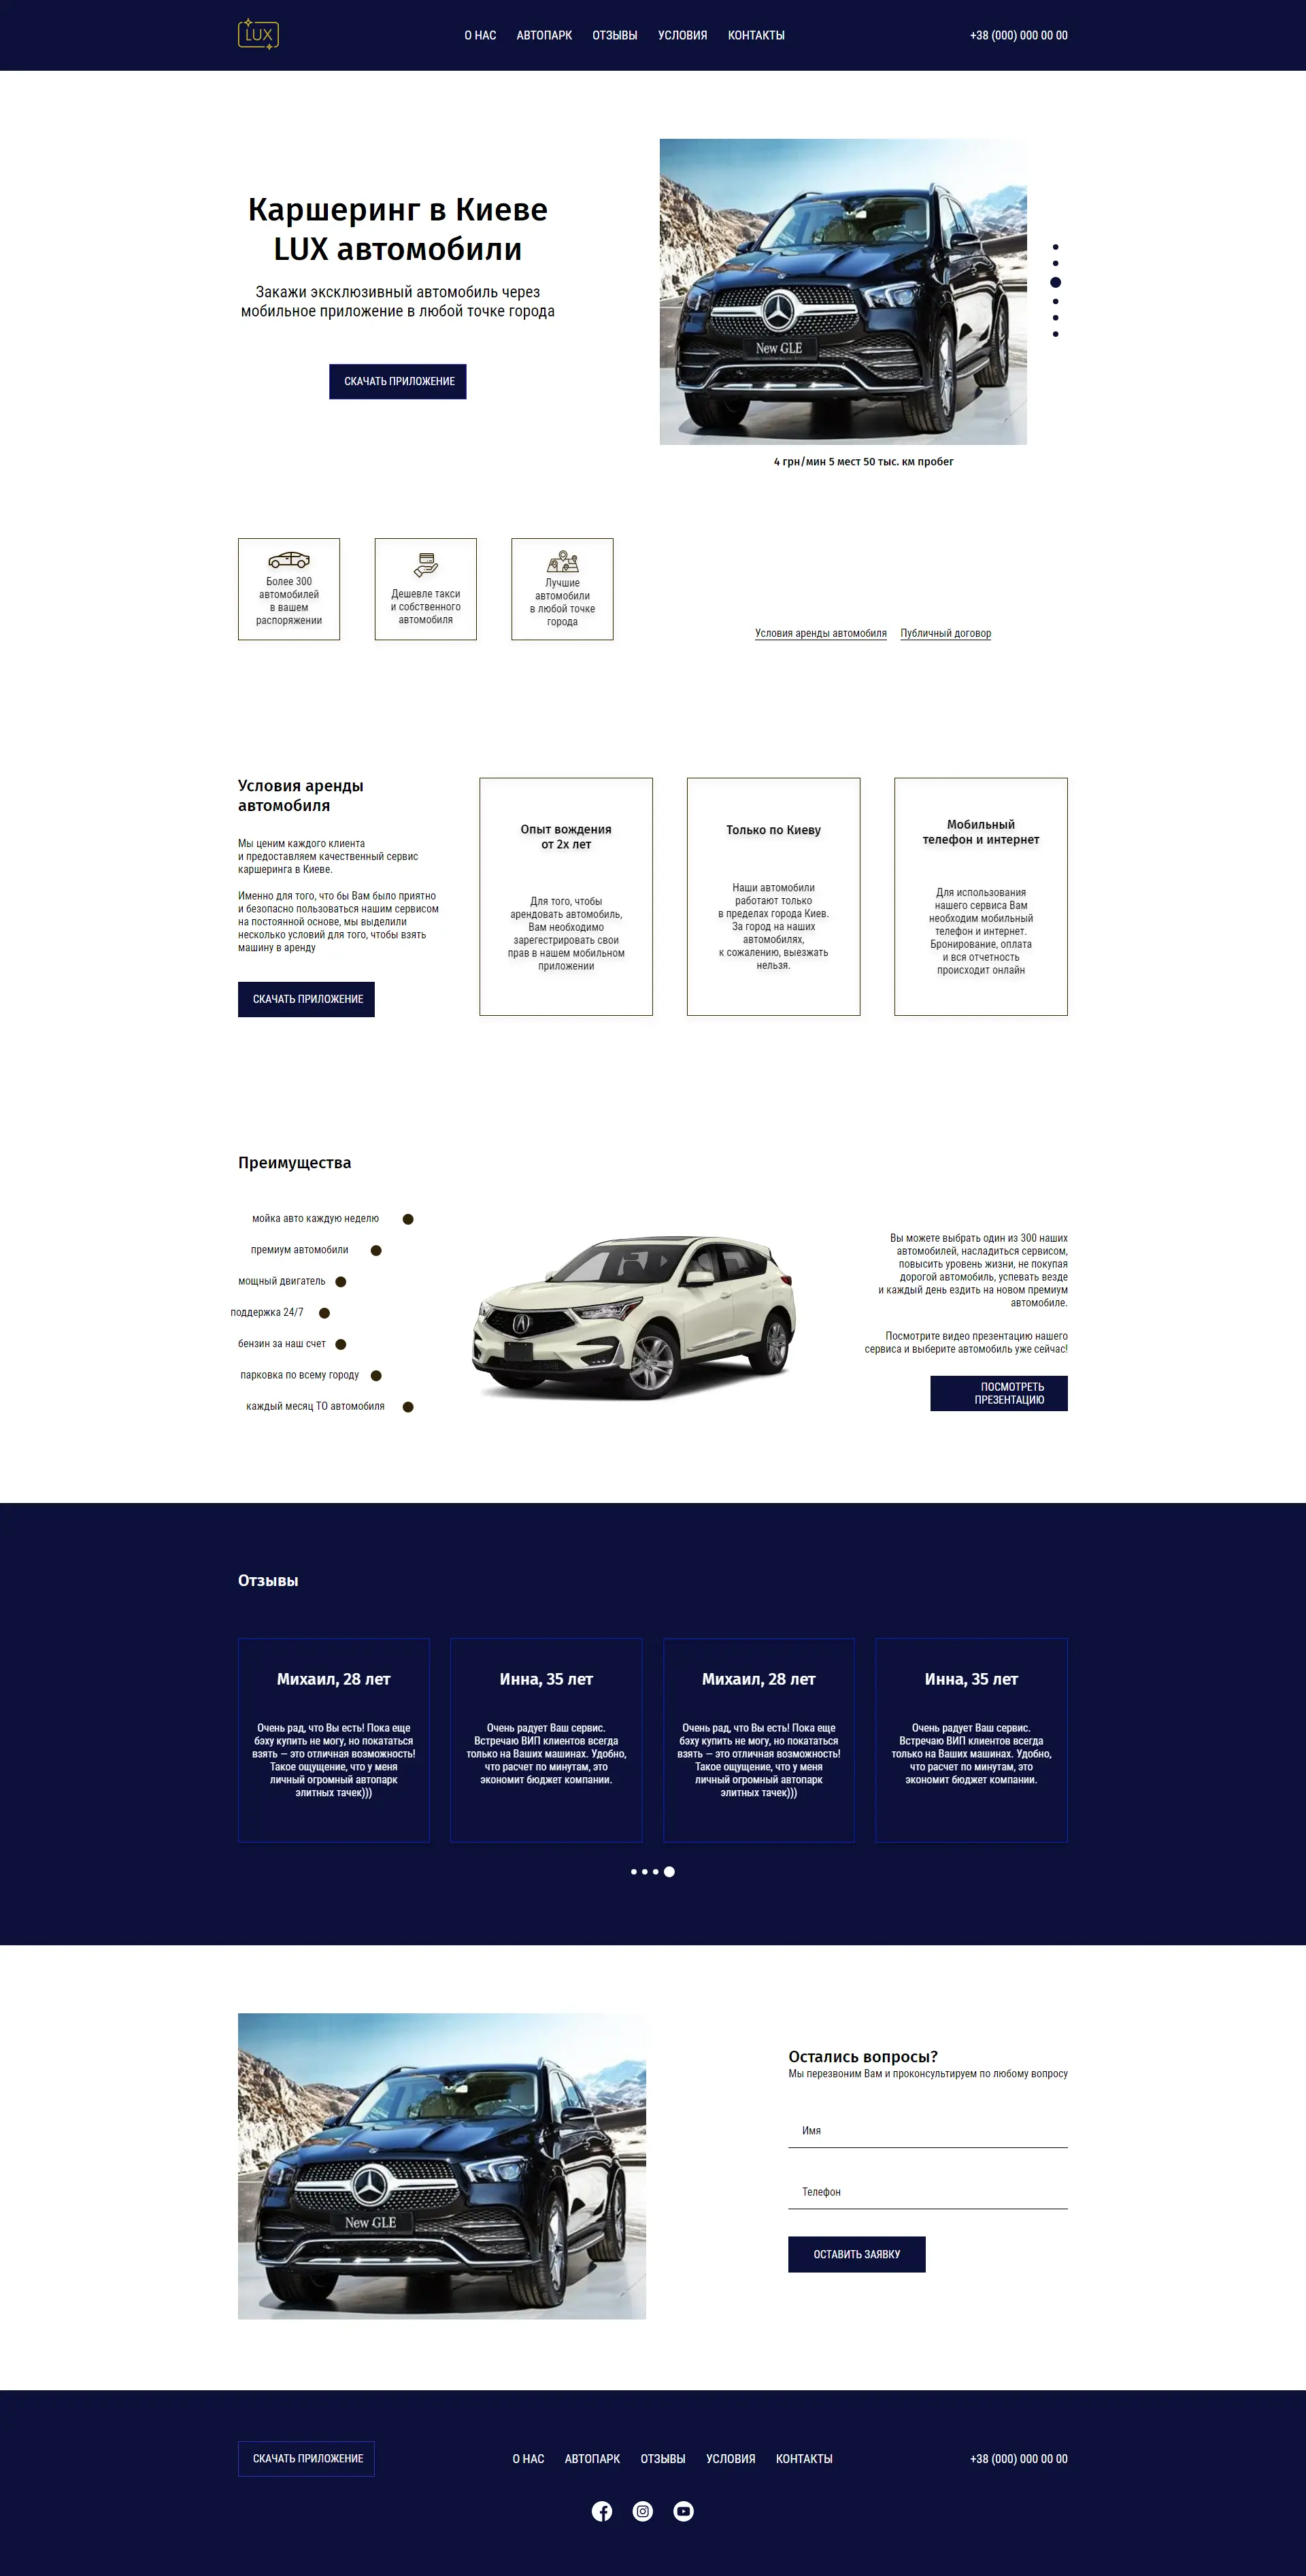 LUX
О НАС АВТОПАРК ОТЗЫВЫ УСЛОВИЯ КОНТАКТЫ
+38 (000) 000 00 00
Каршеринг в Киеве
LUX автомобили
Закажи эксклюзивный автомобиль через
мобильное приложение в любой точке города
СКАЧАТЬ ПРИЛОЖЕНИЕ
New GLE
4 грн/мин 5 мест 50 тыс. км пробег
Более 300
автомобилей
в вашем
распоряжении
Дешевле такси
и собственного
автомобиля
Лучшие
автомобили
в любой точке
города
Условия аренды автомобиля
Публичный договор
Условия аренды
автомобиля
Мы ценим каждого клиента
и предоставляем качественный сервис
каршеринга в Киеве.
Именно для того, что бы Вам было приятно
и безопасно пользоваться нашим сервисом
на постоянной основе, мы выделили
несколько условий для того, чтобы взять
машину в аренду
СКАЧАТЬ ПРИЛОЖЕНИЕ
Опыт вождения
от 2х лет
Для того, чтобы
арендовать автомобиль,
Вам необходимо
зарегестрировать свои
прав в нашем мобильном
приложении
Только по Киеву
Наши автомобили
работают только
в пределах города Киев.
За город на наших
автомобилях,
к сожалению, выезжать
нельзя.
Мобильный
телефон и интернет
Для использования
нашего сервиса Вам
необходим мобильный
телефон и интернет.
Бронирование, оплата
и вся отчетность
происходит онлайн
Преимущества
мойка авто каждую неделю
премиум автомобили
мощный двигатель
поддержка 24/7
бензин за наш счет
парковка по всему городу
каждый месяц ТО автомобиля
Вы можете выбрать один из 300 наших
автомобилей, насладиться сервисом,
повысить уровень жизни, не покупая
дорогой автомобиль, успевать везде
и каждый день ездить на новом премиум
автомобиле.
Посмотрите видео презентацию нашего
сервиса и выберите автомобиль уже сейчас!
ПОСМОТРЕТЬ
ПРЕЗЕНТАЦИЮ
Отзывы
Михаил, 28 лет
Очень рад, что Вы есть! Пока еще
бэху купить не могу, но покататься
взять — это отличная возможность!
Такое ощущение, что у меня
личный огромный автопарк
элитных тачек)))
Инна, 35 лет
Очень радует Ваш сервис.
Встречаю ВИП клиентов всегда
только на Ваших машинах. Удобно,
что расчет по минутам, это
экономит бюджет компании.
Михаил, 28 лет
Очень рад, что Вы есть! Пока еще
бэху купить не могу, но покататься
взять — это отличная возможность!
Такое ощущение, что у меня
личный огромный автопарк
элитных тачек)))
Инна, 35 лет
Очень радует Ваш сервис.
Встречаю ВИП клиентов всегда
только на Ваших машинах. Удобно,
что расчет по минутам, это
экономит бюджет компании.
New GLE
Остались вопросы?
Мы перезвоним Вам и проконсультируем по любому вопросу
Имя
Телефон
ОСТАВИТЬ ЗАЯВКУ
СКАЧАТЬ ПРИЛОЖЕНИЕ
О НАС АВТОПАРК ОТЗЫВЫ УСЛОВИЯ КОНТАКТЫ
+38 (000) 000 00 00